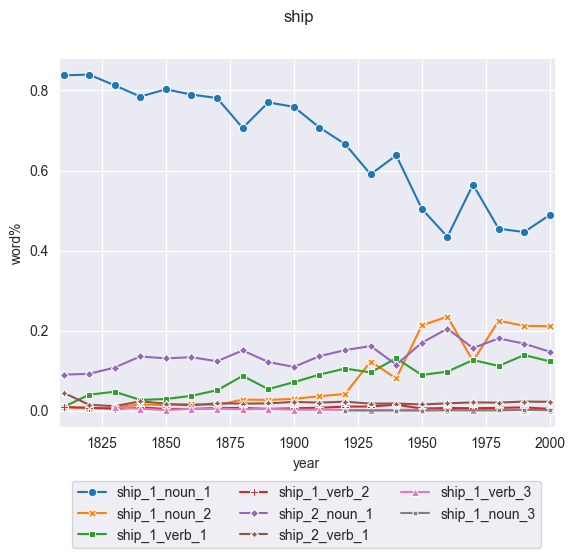 ship
0.8
0.6
0.4
0.2
0.0
word%
1825 1850 1875 1900 1925 1950 1975 2000
year
ship_1_noun_1 ship_1_verb_2 ship_1_verb_3
ship_1_noun_2 ship_2_noun_1 ship_1_noun_3
ship_1_verb_1 ship_2_verb_1